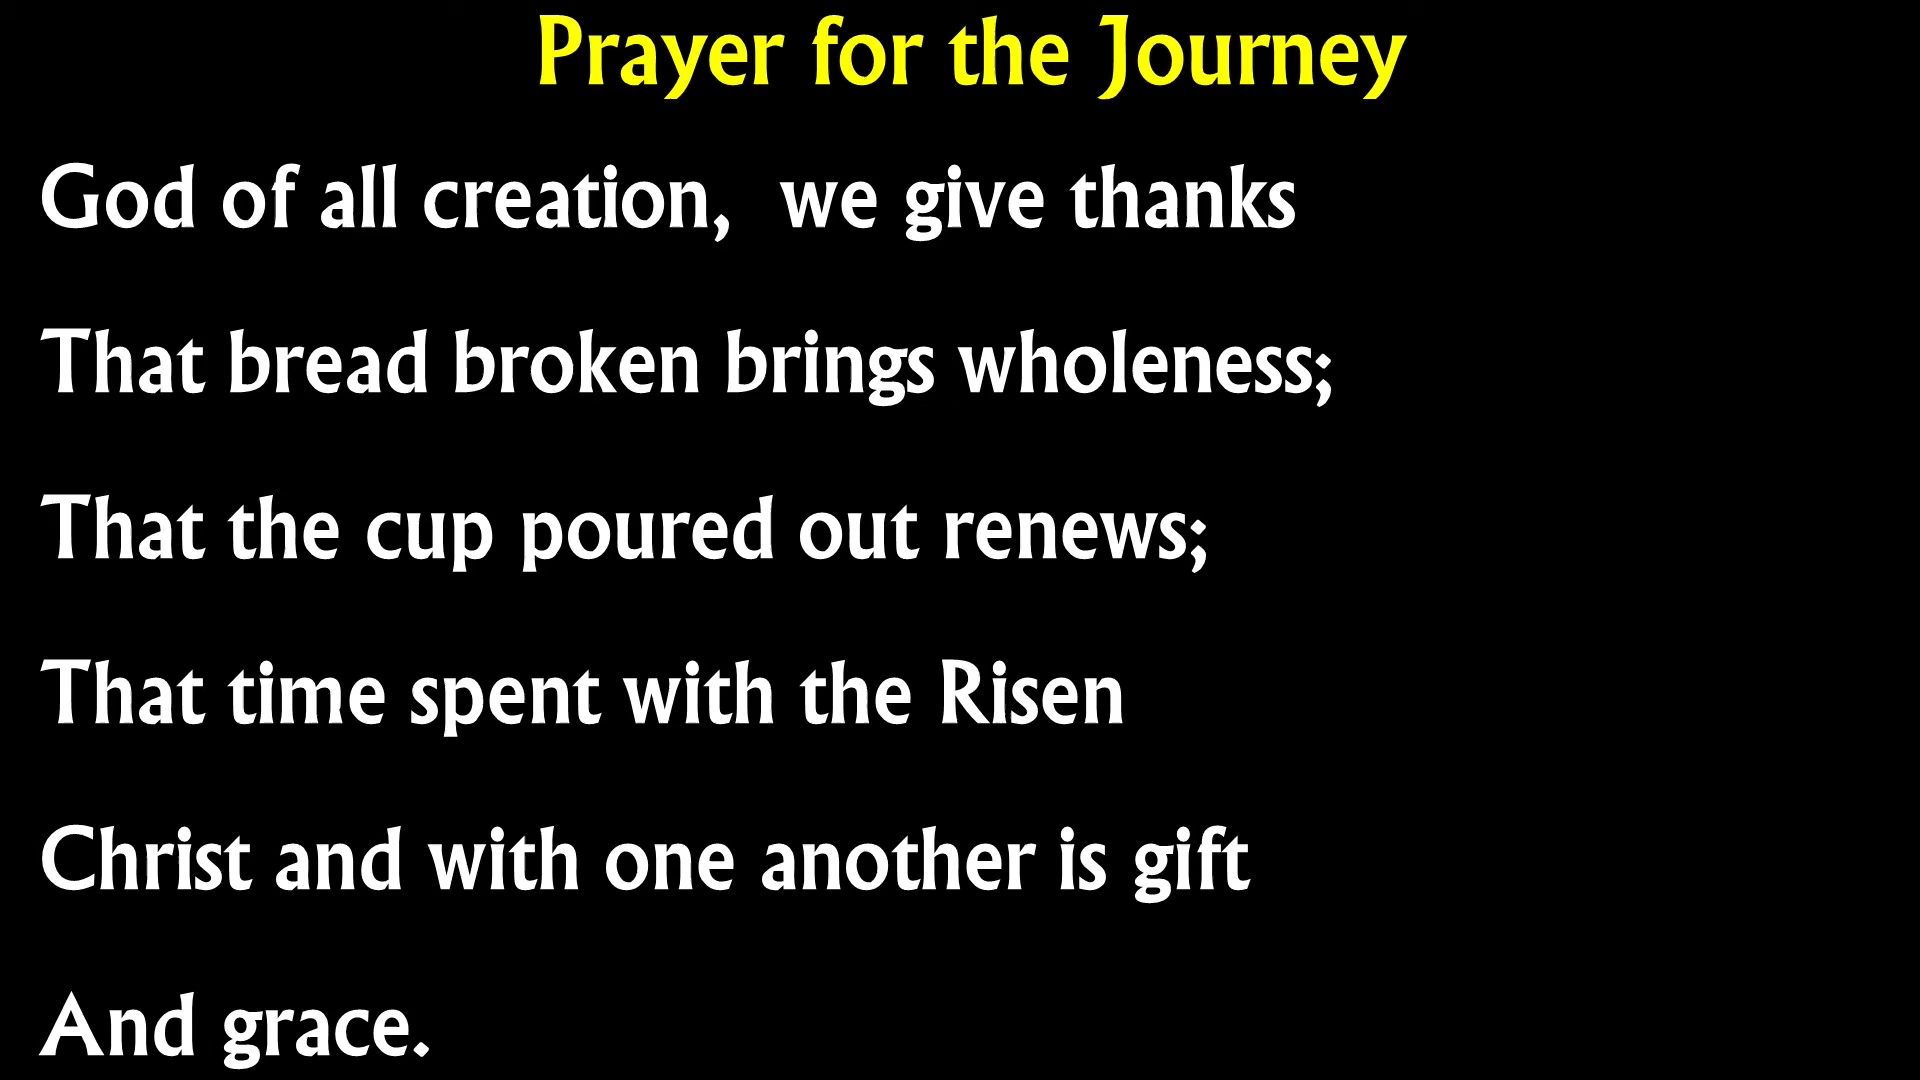 Prayer for the Journey
God of all creation,  we give thanks
That bread broken brings wholeness;
That the cup poured out renews;
That time spent with the Risen
Christ and with one another is gift
And grace.